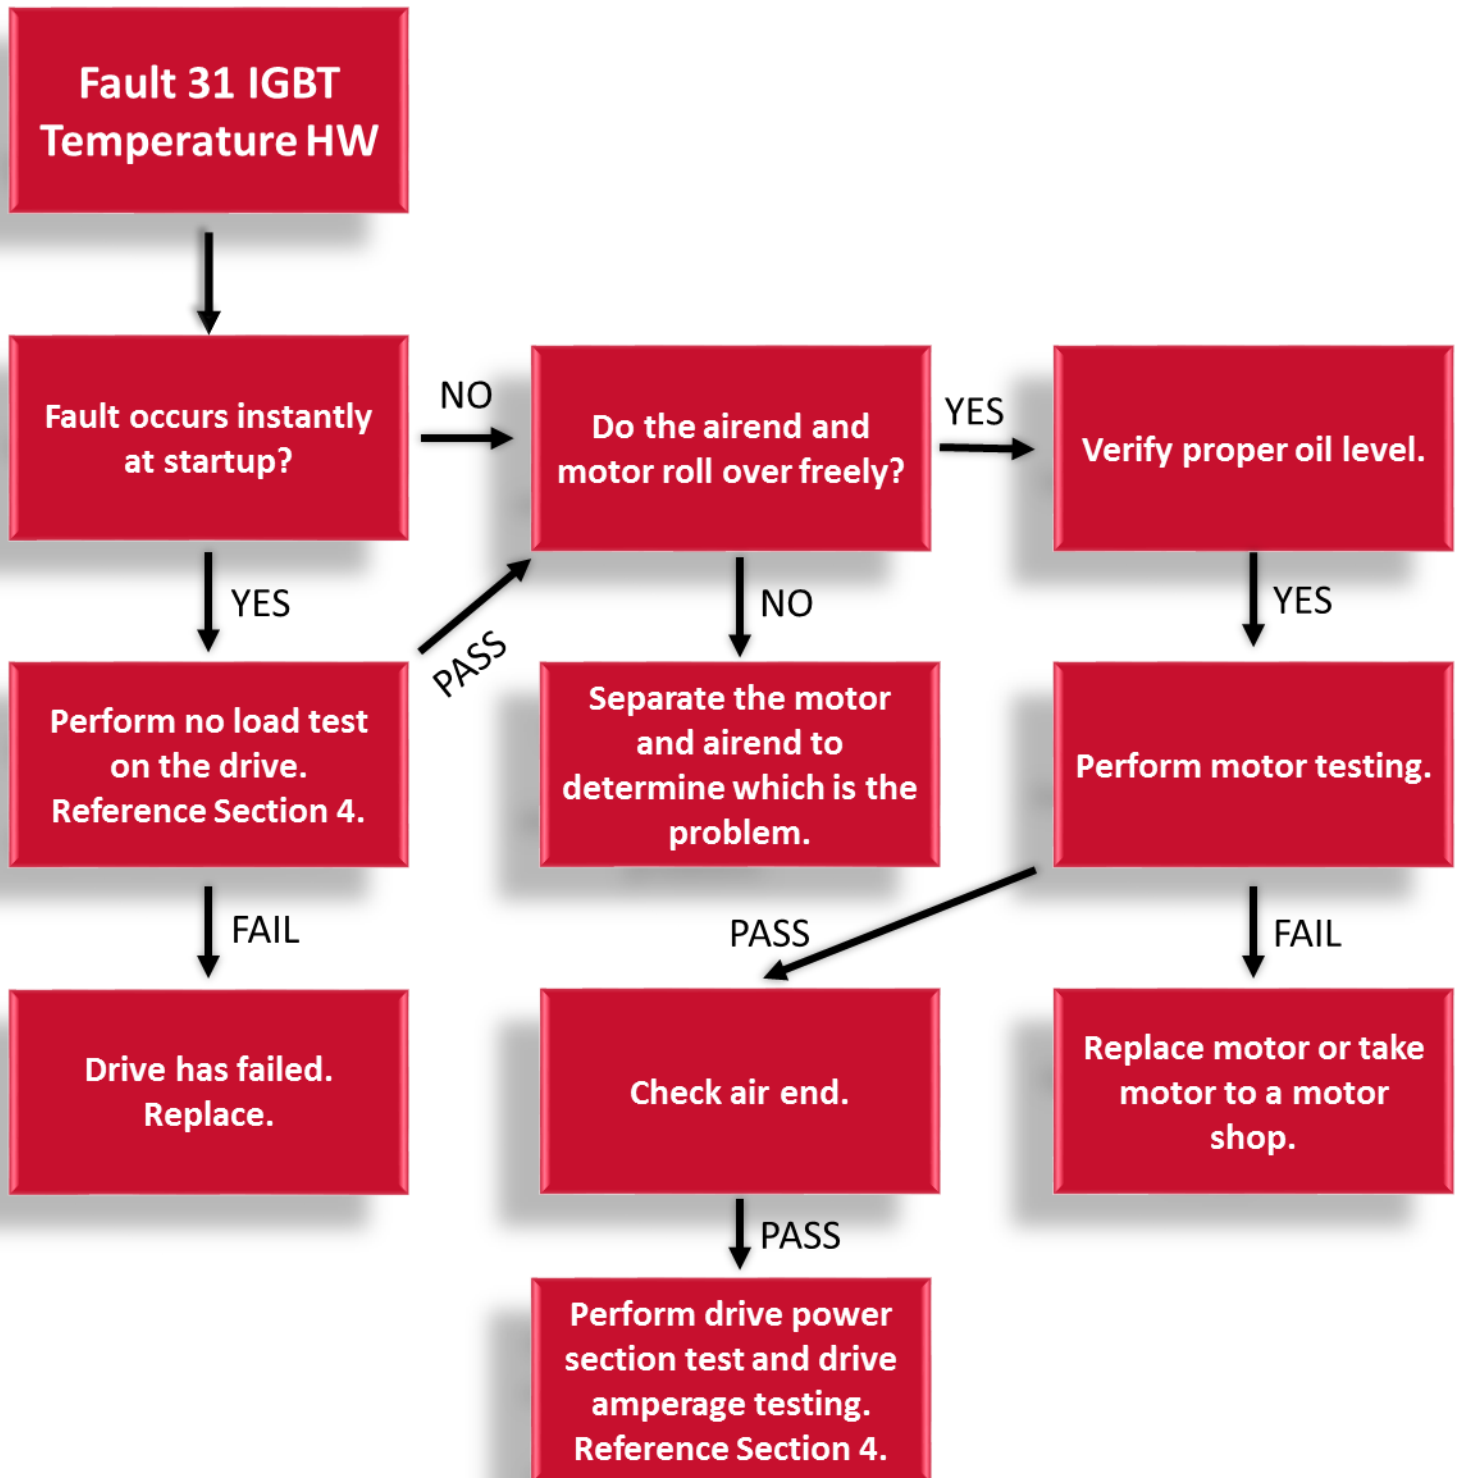 Fault 31 IGBT
Temperature HW
Fault occurs instantly
at startup?
NO
Do the airend and
motor roll over freely?
YES
Verify proper oil level.
YES
PASS
NO
YES
Perform no load test
on the drive.
Reference Section 4.
Separate the motor
and airend to
determine which is the
problem.
Perform motor testing.
FAIL
PASS
FAIL
Drive has failed.
Replace.
Check air end.
Replace motor or take
motor to a motor
shop.
PASS
Perform drive power
section test and drive
amperage testing.
Reference Section 4.